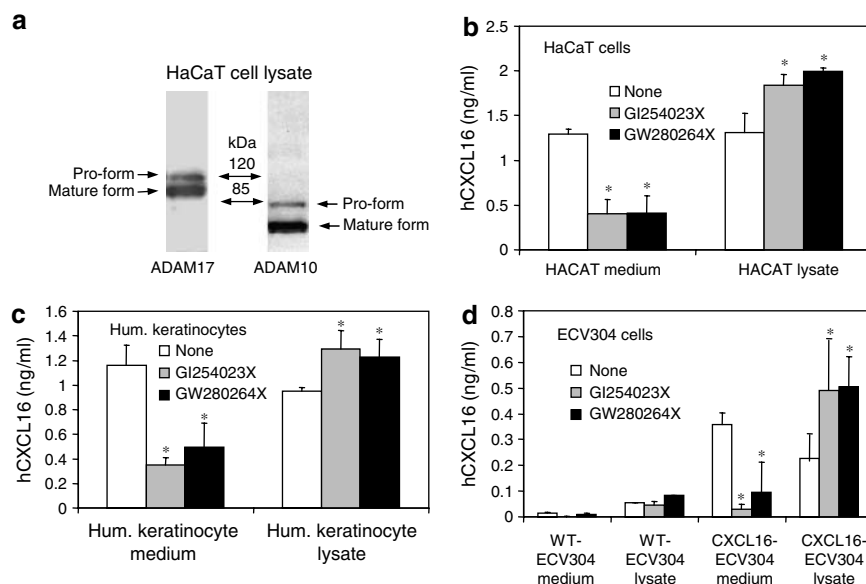 a
HaCaT cell lysate
kDa
Pro-form
120
Mature form
85
Pro-form
Mature form
ADAM17
ADAM10
b
HaCaT cells
None
GI254023X
GW280264X
hCXCL16 (ng/ml)
2.5
2
1.5
1
0.5
0
* * * *
HACAT medium
HACAT lysate
c
Hum. keratinocytes
None
GI254023X
GW280264X
hCXCL16 (ng/ml)
1.6
1.4
1.2
1
0.8
0.6
0.4
0.2
0
* * * *
Hum. keratinocyte
medium
Hum. keratinocyte
lysate
d
ECV304 cells
None
GI254023X
GW280264X
hCXCL16 (ng/ml)
0.8
0.7
0.6
0.5
0.4
0.3
0.2
0.1
0
* * * *
WT-
ECV304
medium
WT-
ECV304
lysate
CXCL16-
ECV304
medium
CXCL16-
ECV304
lysate